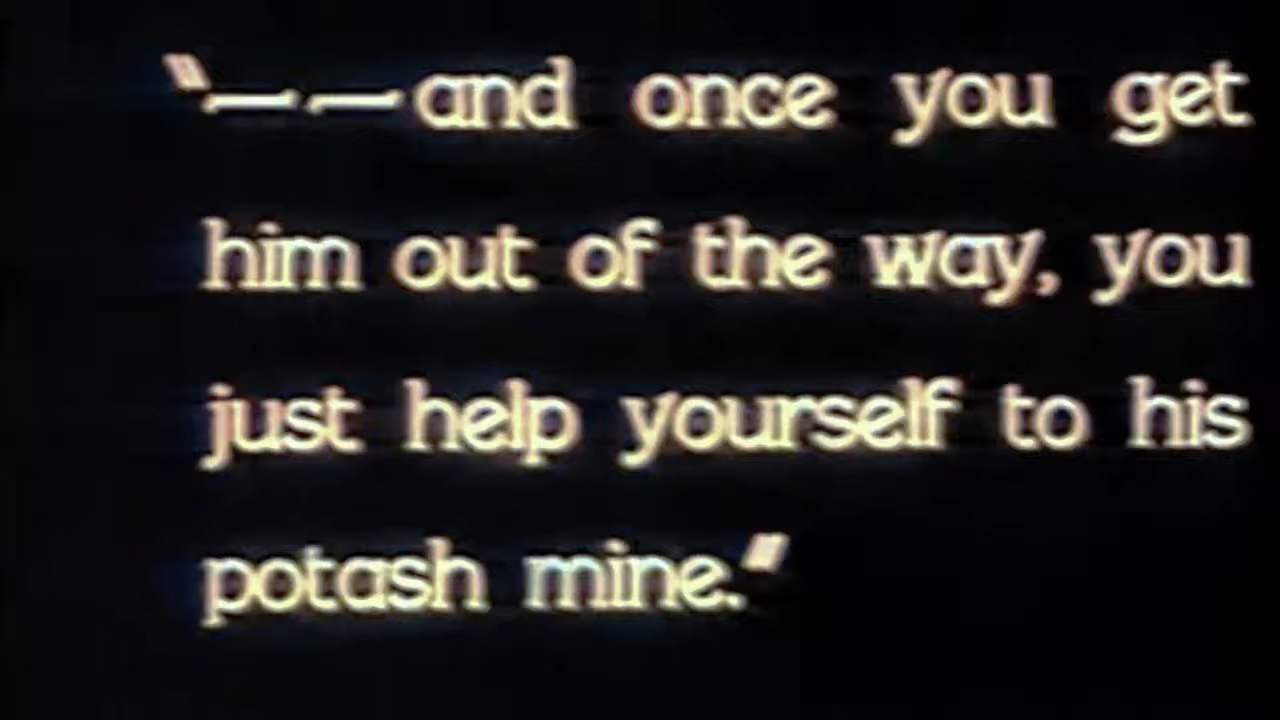 "——and once you get
him out of the way, you
just help yourself to his
potash mine."